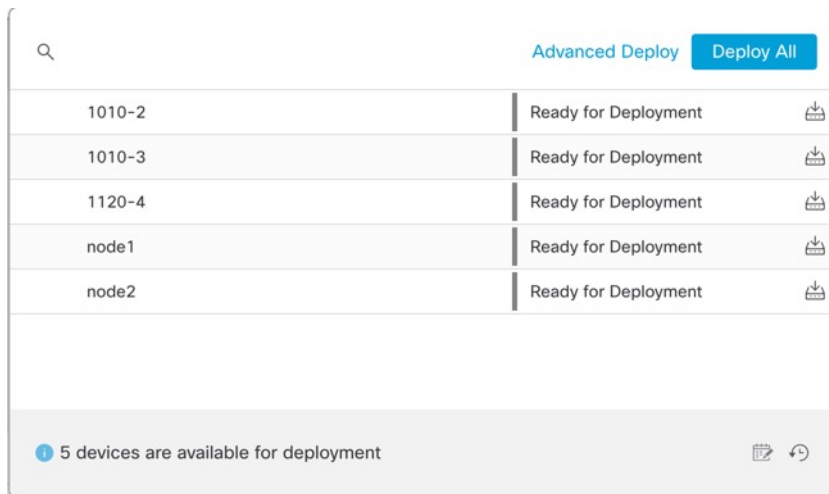 Advanced Deploy Deploy All
1010-2 Ready for Deployment
1010-3 Ready for Deployment
1120-4 Ready for Deployment
node1 Ready for Deployment
node2 Ready for Deployment
5 devices are available for deployment